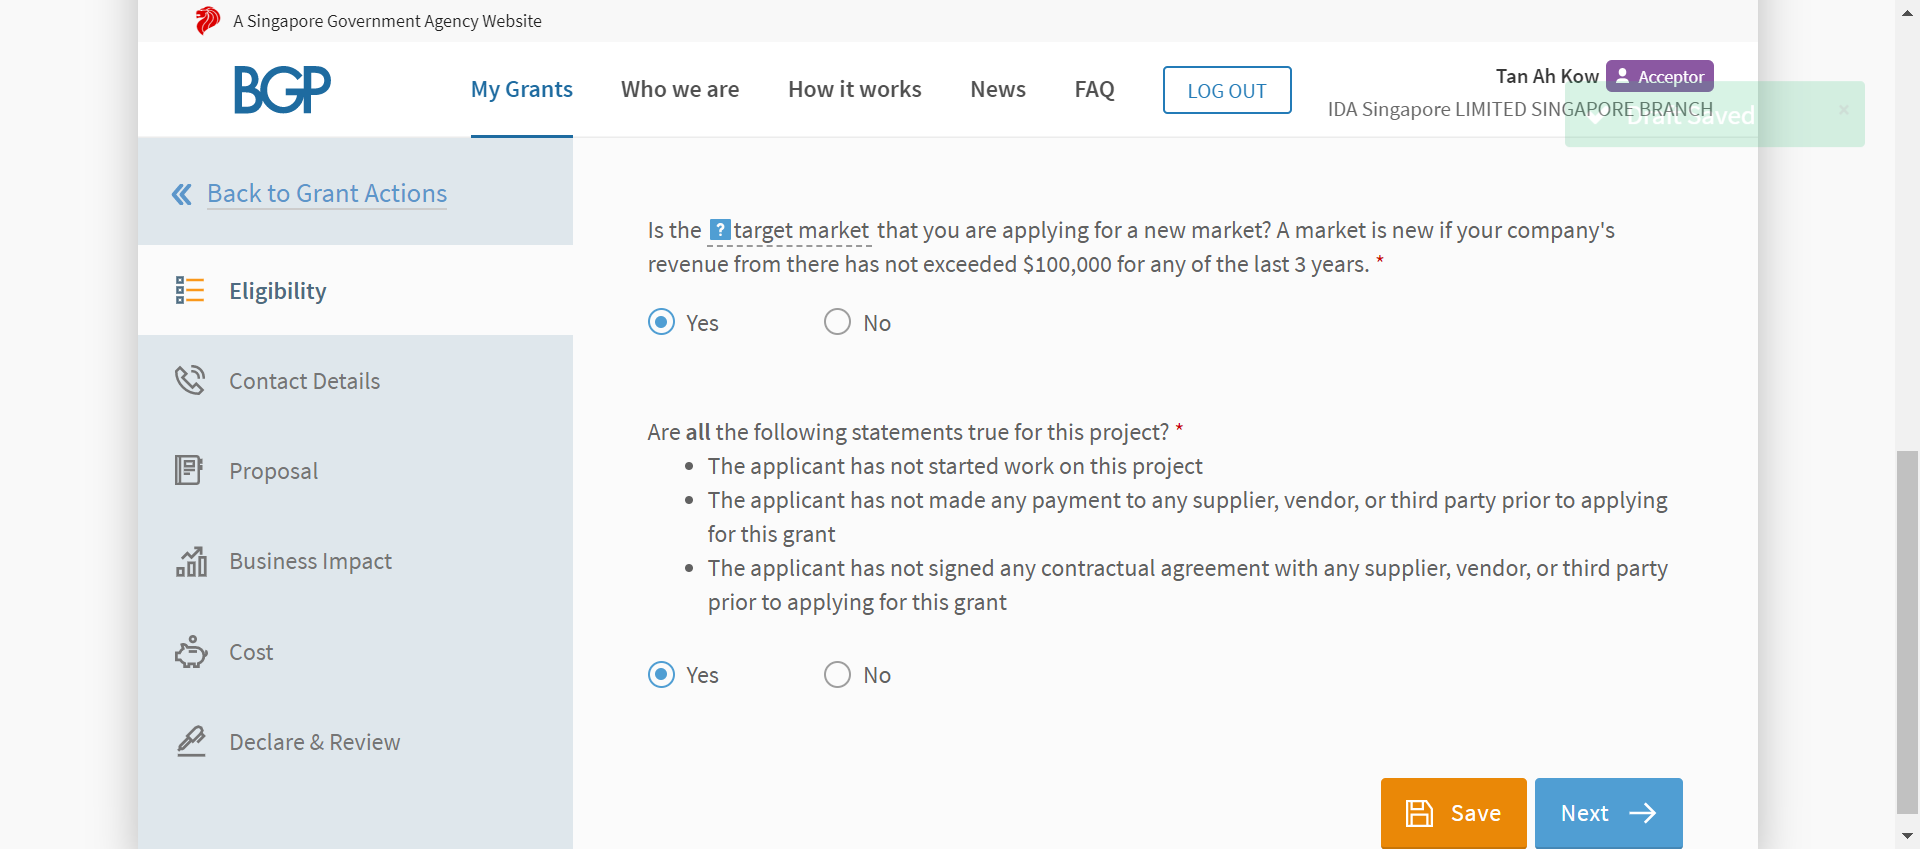 A Singapore Government Agency Website
BGP
My Grants
Who we are
How it works
News
FAQ
LOG OUT
Tan Ah Kow
Acceptor
IDA Singapore LIMITED SINGAPORE BRANCH
Draft Saved
×
Back to Grant Actions
Eligibility
Contact Details
Proposal
Business Impact
Cost
Declare & Review
Is the ? target market that you are applying for a new market? A market is new if your company's
revenue from there has not exceeded $100,000 for any of the last 3 years. *
Yes
No
Are all the following statements true for this project? *
• The applicant has not started work on this project
• The applicant has not made any payment to any supplier, vendor, or third party prior to applying
for this grant
• The applicant has not signed any contractual agreement with any supplier, vendor, or third party
prior to applying for this grant
Yes
No
Save
Next